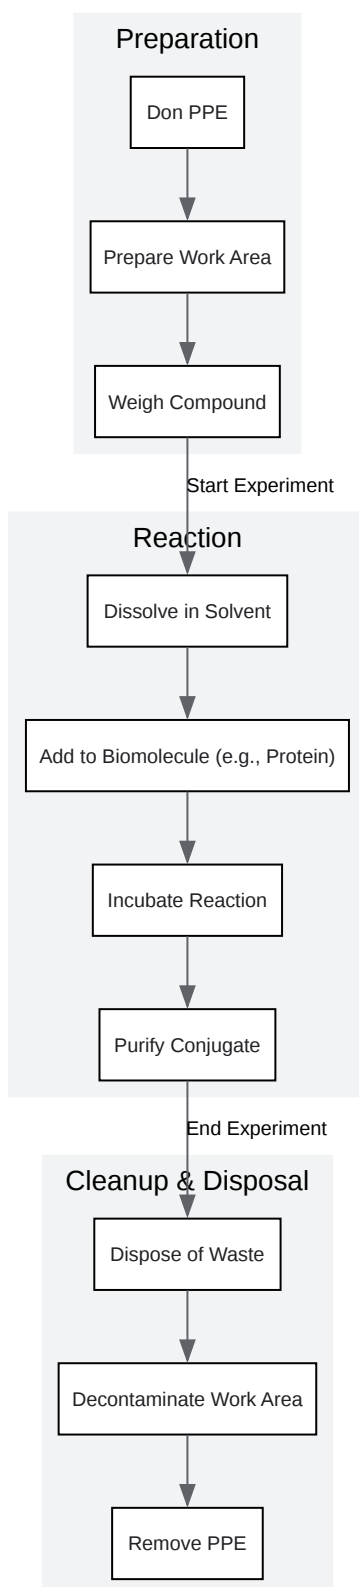 Preparation
Don PPE
Prepare Work Area
Weigh Compound
Start Experiment
Reaction
Dissolve in Solvent
Add to Biomolecule (e.g., Protein)
Incubate Reaction
Purify Conjugate
End Experiment
Cleanup & Disposal
Dispose of Waste
Decontaminate Work Area
Remove PPE